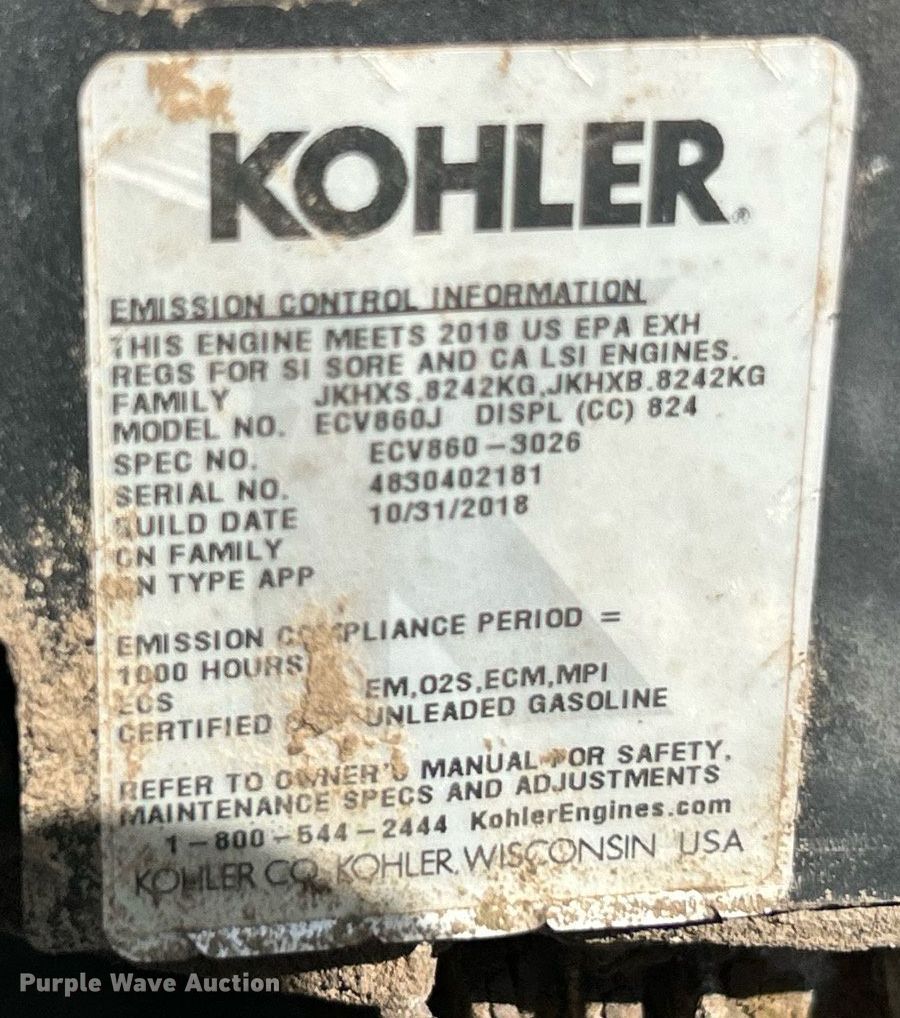 KOHLER®
EMISSION CONTROL INFORMATION
THIS ENGINE MEETS 2018 US EPA EXH
REGS FOR SI SORE AND CA LSI ENGINES.
FAMILY JKHXS.8242KG,JKHXB.8242KG
MODEL NO. ECV860J DISPL (CC) 824
SPEC NO. ECV860-3026
SERIAL NO. 4830402181
BUILD DATE 10/31/2018
CN FAMILY
CN TYPE APP
EMISSION COMPLIANCE PERIOD =
1000 HOURS
ECS EM,O2S,ECM,MPI
CERTIFIED UNLEADED GASOLINE
REFER TO OWNER'S MANUAL FOR SAFETY,
MAINTENANCE SPECS AND ADJUSTMENTS
1-800-544-2444 KohlerEngines.com
KOHLER CO. KOHLER, WISCONSIN USA
Purple Wave Auction